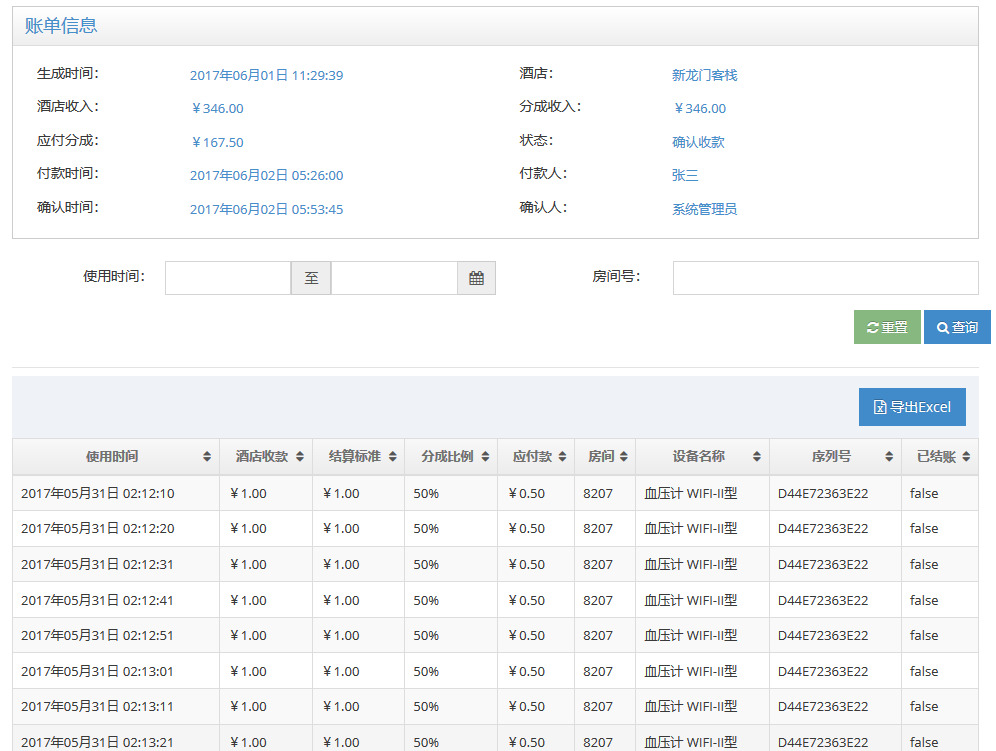 账单信息
生成时间: 2017年06月01日 11:29:39 酒店: 新龙门客栈
酒店收入: ￥346.00 分成收入: ￥346.00
应付分成: ￥167.50 状态: 确认收款
付款时间: 2017年06月02日 05:26:00 付款人: 张三
确认时间: 2017年06月02日 05:53:45 确认人: 系统管理员
使用时间: 至 房间号:
重置 查询
导出Excel
使用时间 酒店收款 结算标准 分成比例 应付款 房间 设备名称 序列号 已结账
2017年05月31日 02:12:10 ￥1.00 ￥1.00 50% ￥0.50 8207 血压计 WIFI-II型 D44E72363E22 false
2017年05月31日 02:12:20 ￥1.00 ￥1.00 50% ￥0.50 8207 血压计 WIFI-II型 D44E72363E22 false
2017年05月31日 02:12:31 ￥1.00 ￥1.00 50% ￥0.50 8207 血压计 WIFI-II型 D44E72363E22 false
2017年05月31日 02:12:41 ￥1.00 ￥1.00 50% ￥0.50 8207 血压计 WIFI-II型 D44E72363E22 false
2017年05月31日 02:12:51 ￥1.00 ￥1.00 50% ￥0.50 8207 血压计 WIFI-II型 D44E72363E22 false
2017年05月31日 02:13:01 ￥1.00 ￥1.00 50% ￥0.50 8207 血压计 WIFI-II型 D44E72363E22 false
2017年05月31日 02:13:11 ￥1.00 ￥1.00 50% ￥0.50 8207 血压计 WIFI-II型 D44E72363E22 false
2017年05月31日 02:13:21 ￥1.00 ￥1.00 50% ￥0.50 8207 血压计 WIFI-II型 D44E72363E22 false